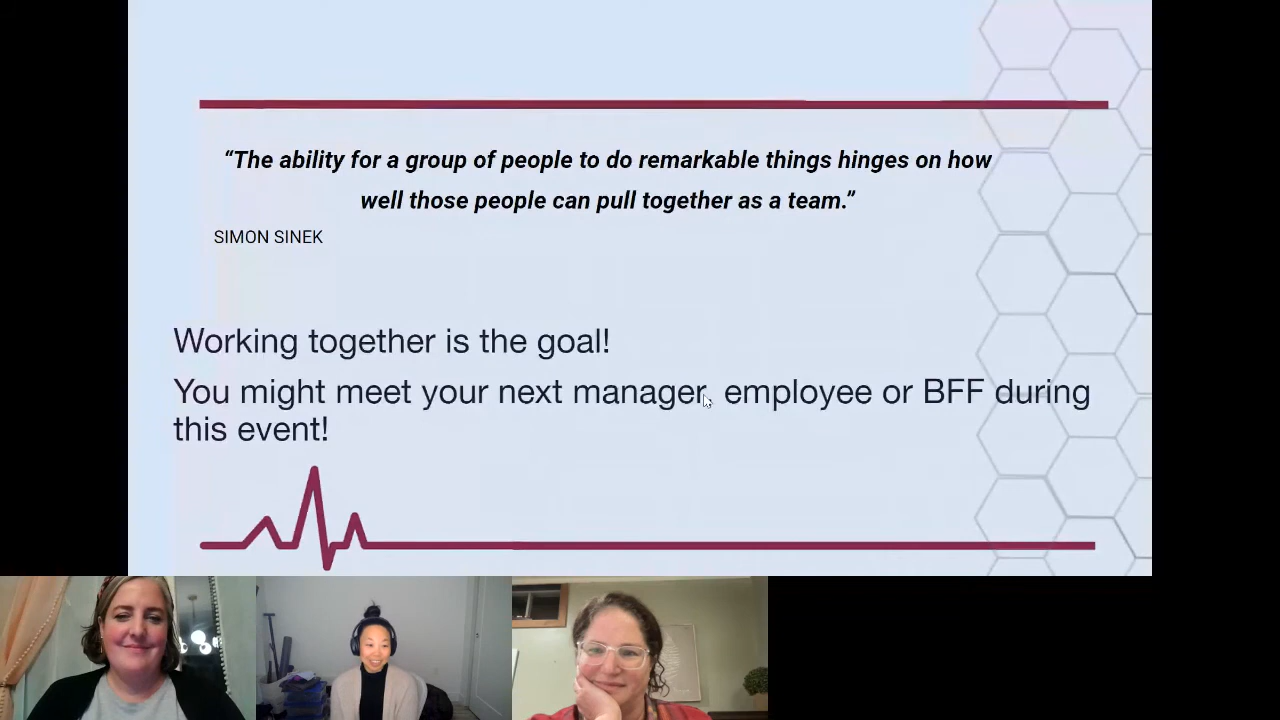 “The ability for a group of people to do remarkable things hinges on how
well those people can pull together as a team.”
SIMON SINEK
Working together is the goal!
You might meet your next manager, employee or BFF during
this event!